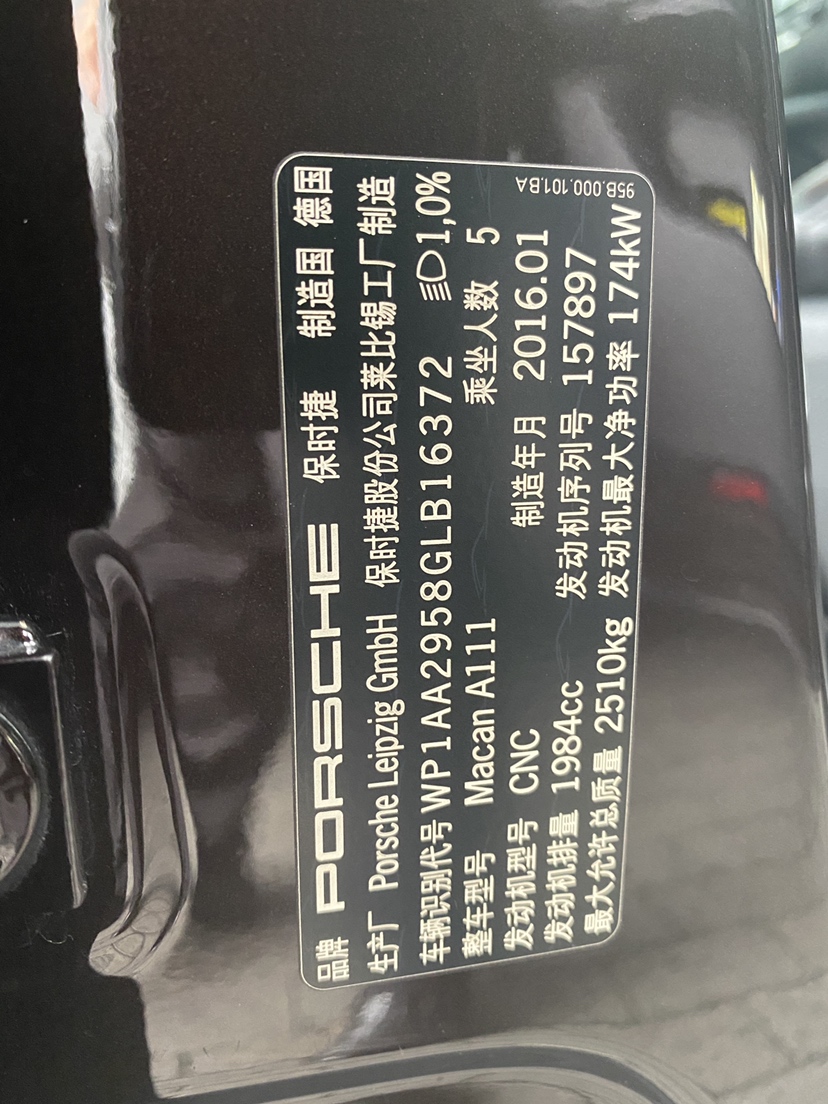 品牌 PORSCHE 保时捷 制造国 德国
生产厂 Porsche Leipzig GmbH 保时捷股份公司莱比锡工厂制造
车辆识别代号 WP1AA2958GLB16372 1,0%
整车型号 Macan A111 乘坐人数 5
发动机型号 CNC 制造年月 2016.01
发动机排量 1984cc 发动机序列号 157897
最大允许总质量 2510kg 发动机最大净功率 174kW
95B.000.101.BA